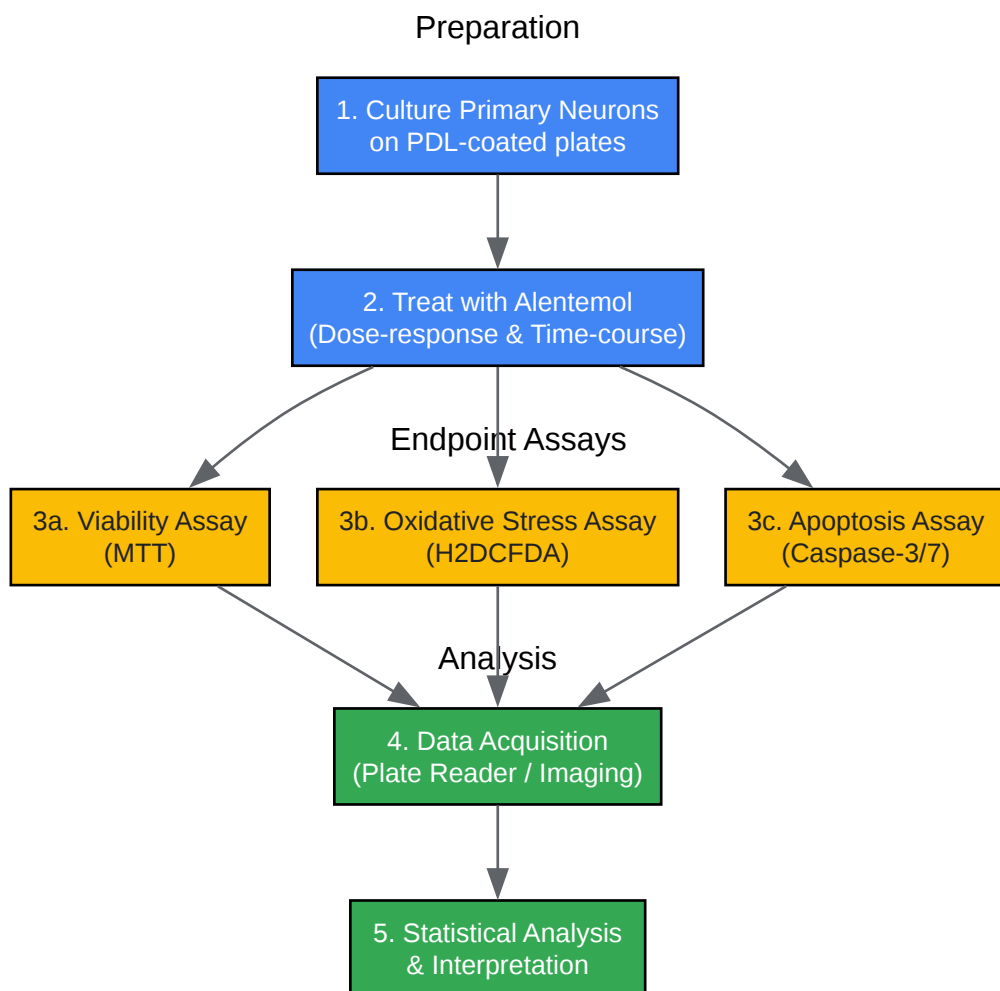 Preparation
1. Culture Primary Neurons
on PDL-coated plates
2. Treat with Alentemol
(Dose-response & Time-course)
Endpoint Assays
3a. Viability Assay
(MTT)
3b. Oxidative Stress Assay
(H2DCFDA)
3c. Apoptosis Assay
(Caspase-3/7)
Analysis
4. Data Acquisition
(Plate Reader / Imaging)
5. Statistical Analysis
& Interpretation